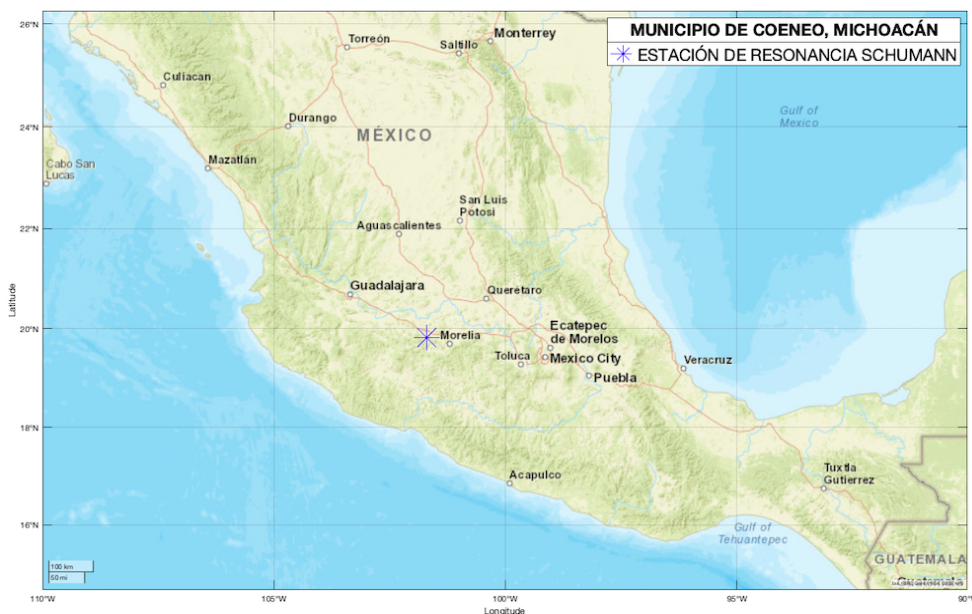 MUNICIPIO DE COENEO, MICHOACÁN
ESTACIÓN DE RESONANCIA SCHUMANN
26°N
Torreón
Saltillo
Monterrey
Culiacan
Gulf of
Mexico
24°N
Durango
MÉXICO
Mazatlán
Cabo San
Lucas
San Luis
Potosí
22°N
Aguascalientes
Guadalajara
Queretaro
Latitude
20°N
Morelia
Ecatepec
de Morelos
Toluca
Mexico City
Veracruz
Puebla
18°N
Acapulco
Tuxtla
Gutierrez
16°N
Gulf of
Tehuantepec
GUATEMALA
100 km
50 mi
110°W
105°W
100°W
95°W
90°
Longitude